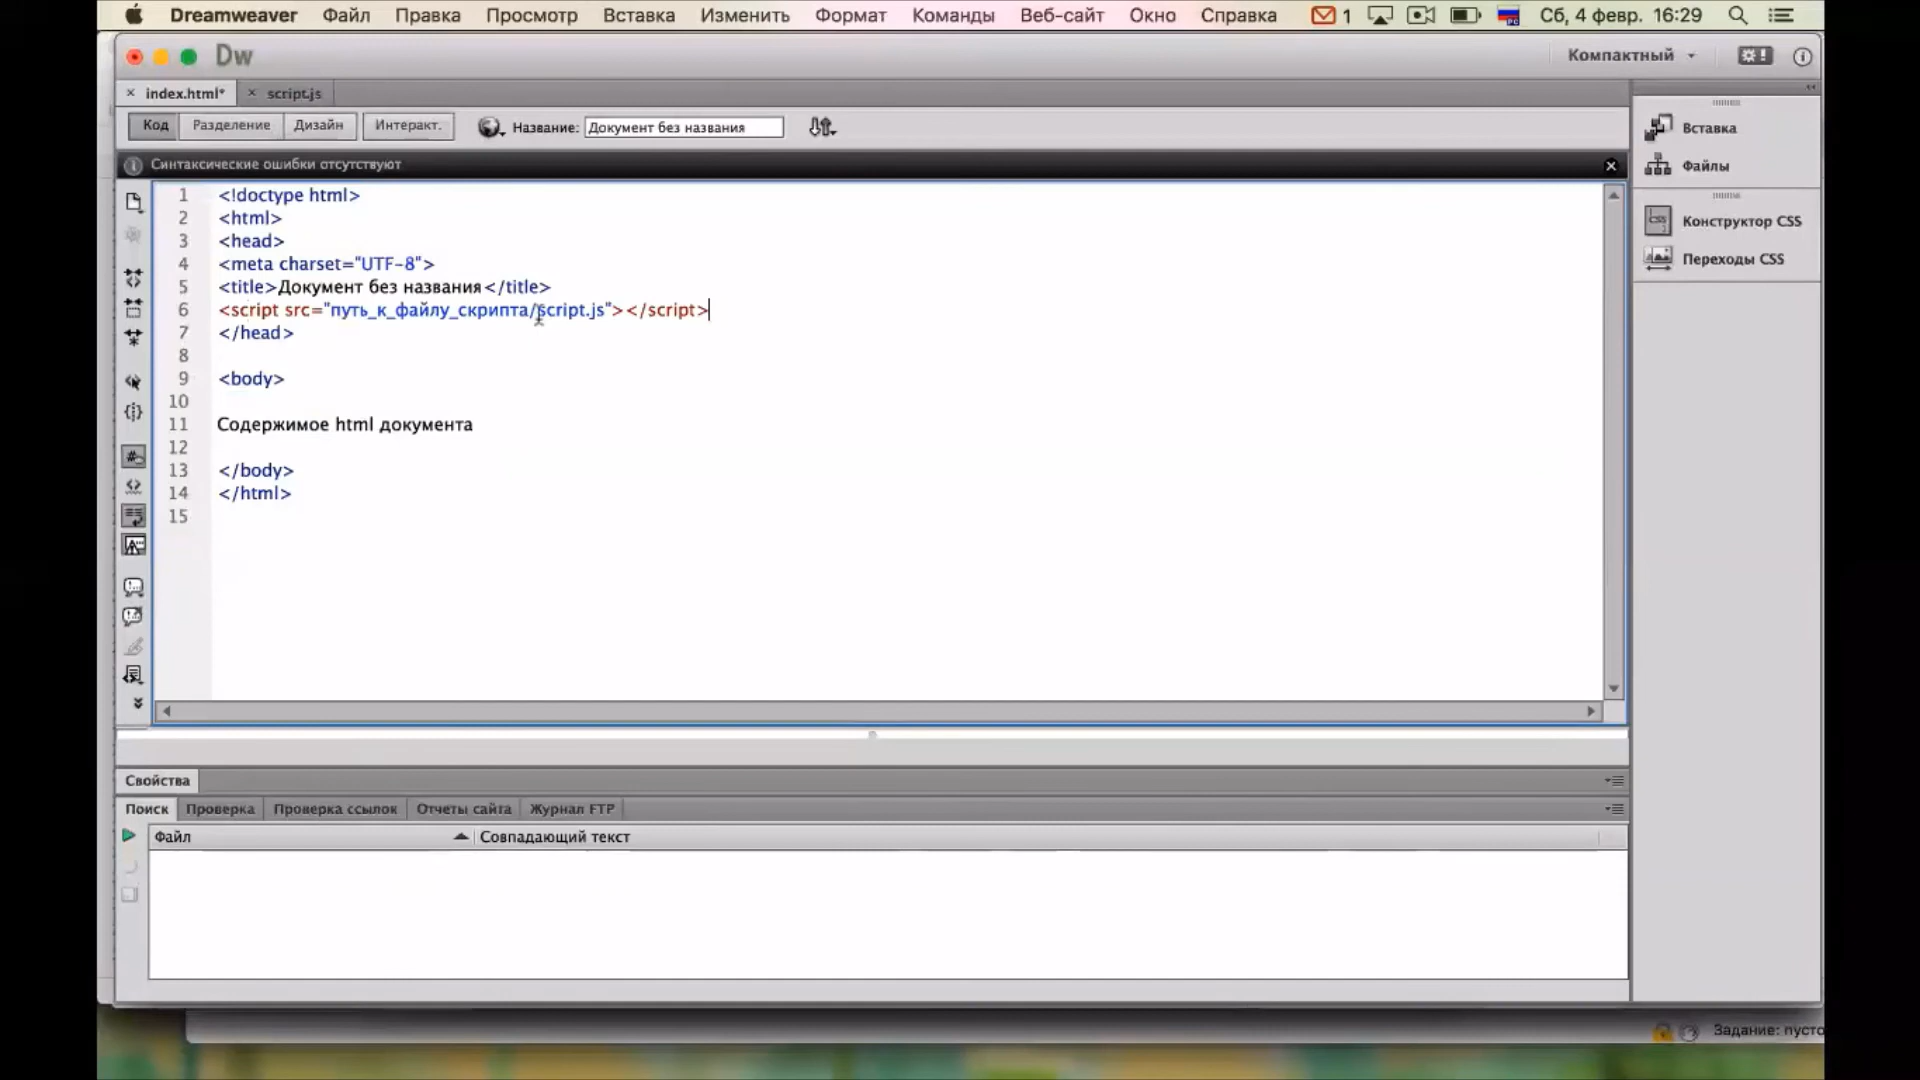 Dreamweaver Файл Правка Просмотр Вставка Изменить Формат Команды Веб-сайт Окно Справка 1 Сб, 4 февр. 16:29
Dw Компактный
index.html* script.js
Код Разделение Дизайн Интеракт. Название: Документ без названия
Синтаксические ошибки отсутствуют
1 <!doctype html>
2 <html>
3 <head>
4 <meta charset="UTF-8">
5 <title>Документ без названия</title>
6 <script src="путь_к_файлу_скрипта/script.js"></script>
7 </head>
8
9 <body>
10
11 Содержимое html документа
12
13 </body>
14 </html>
15
Вставка
Файлы
CSS Конструктор CSS
Переходы CSS
Свойства
Поиск Проверка Проверка ссылок Отчеты сайта Журнал FTP
Файл Совпадающий текст
Задание: пусто